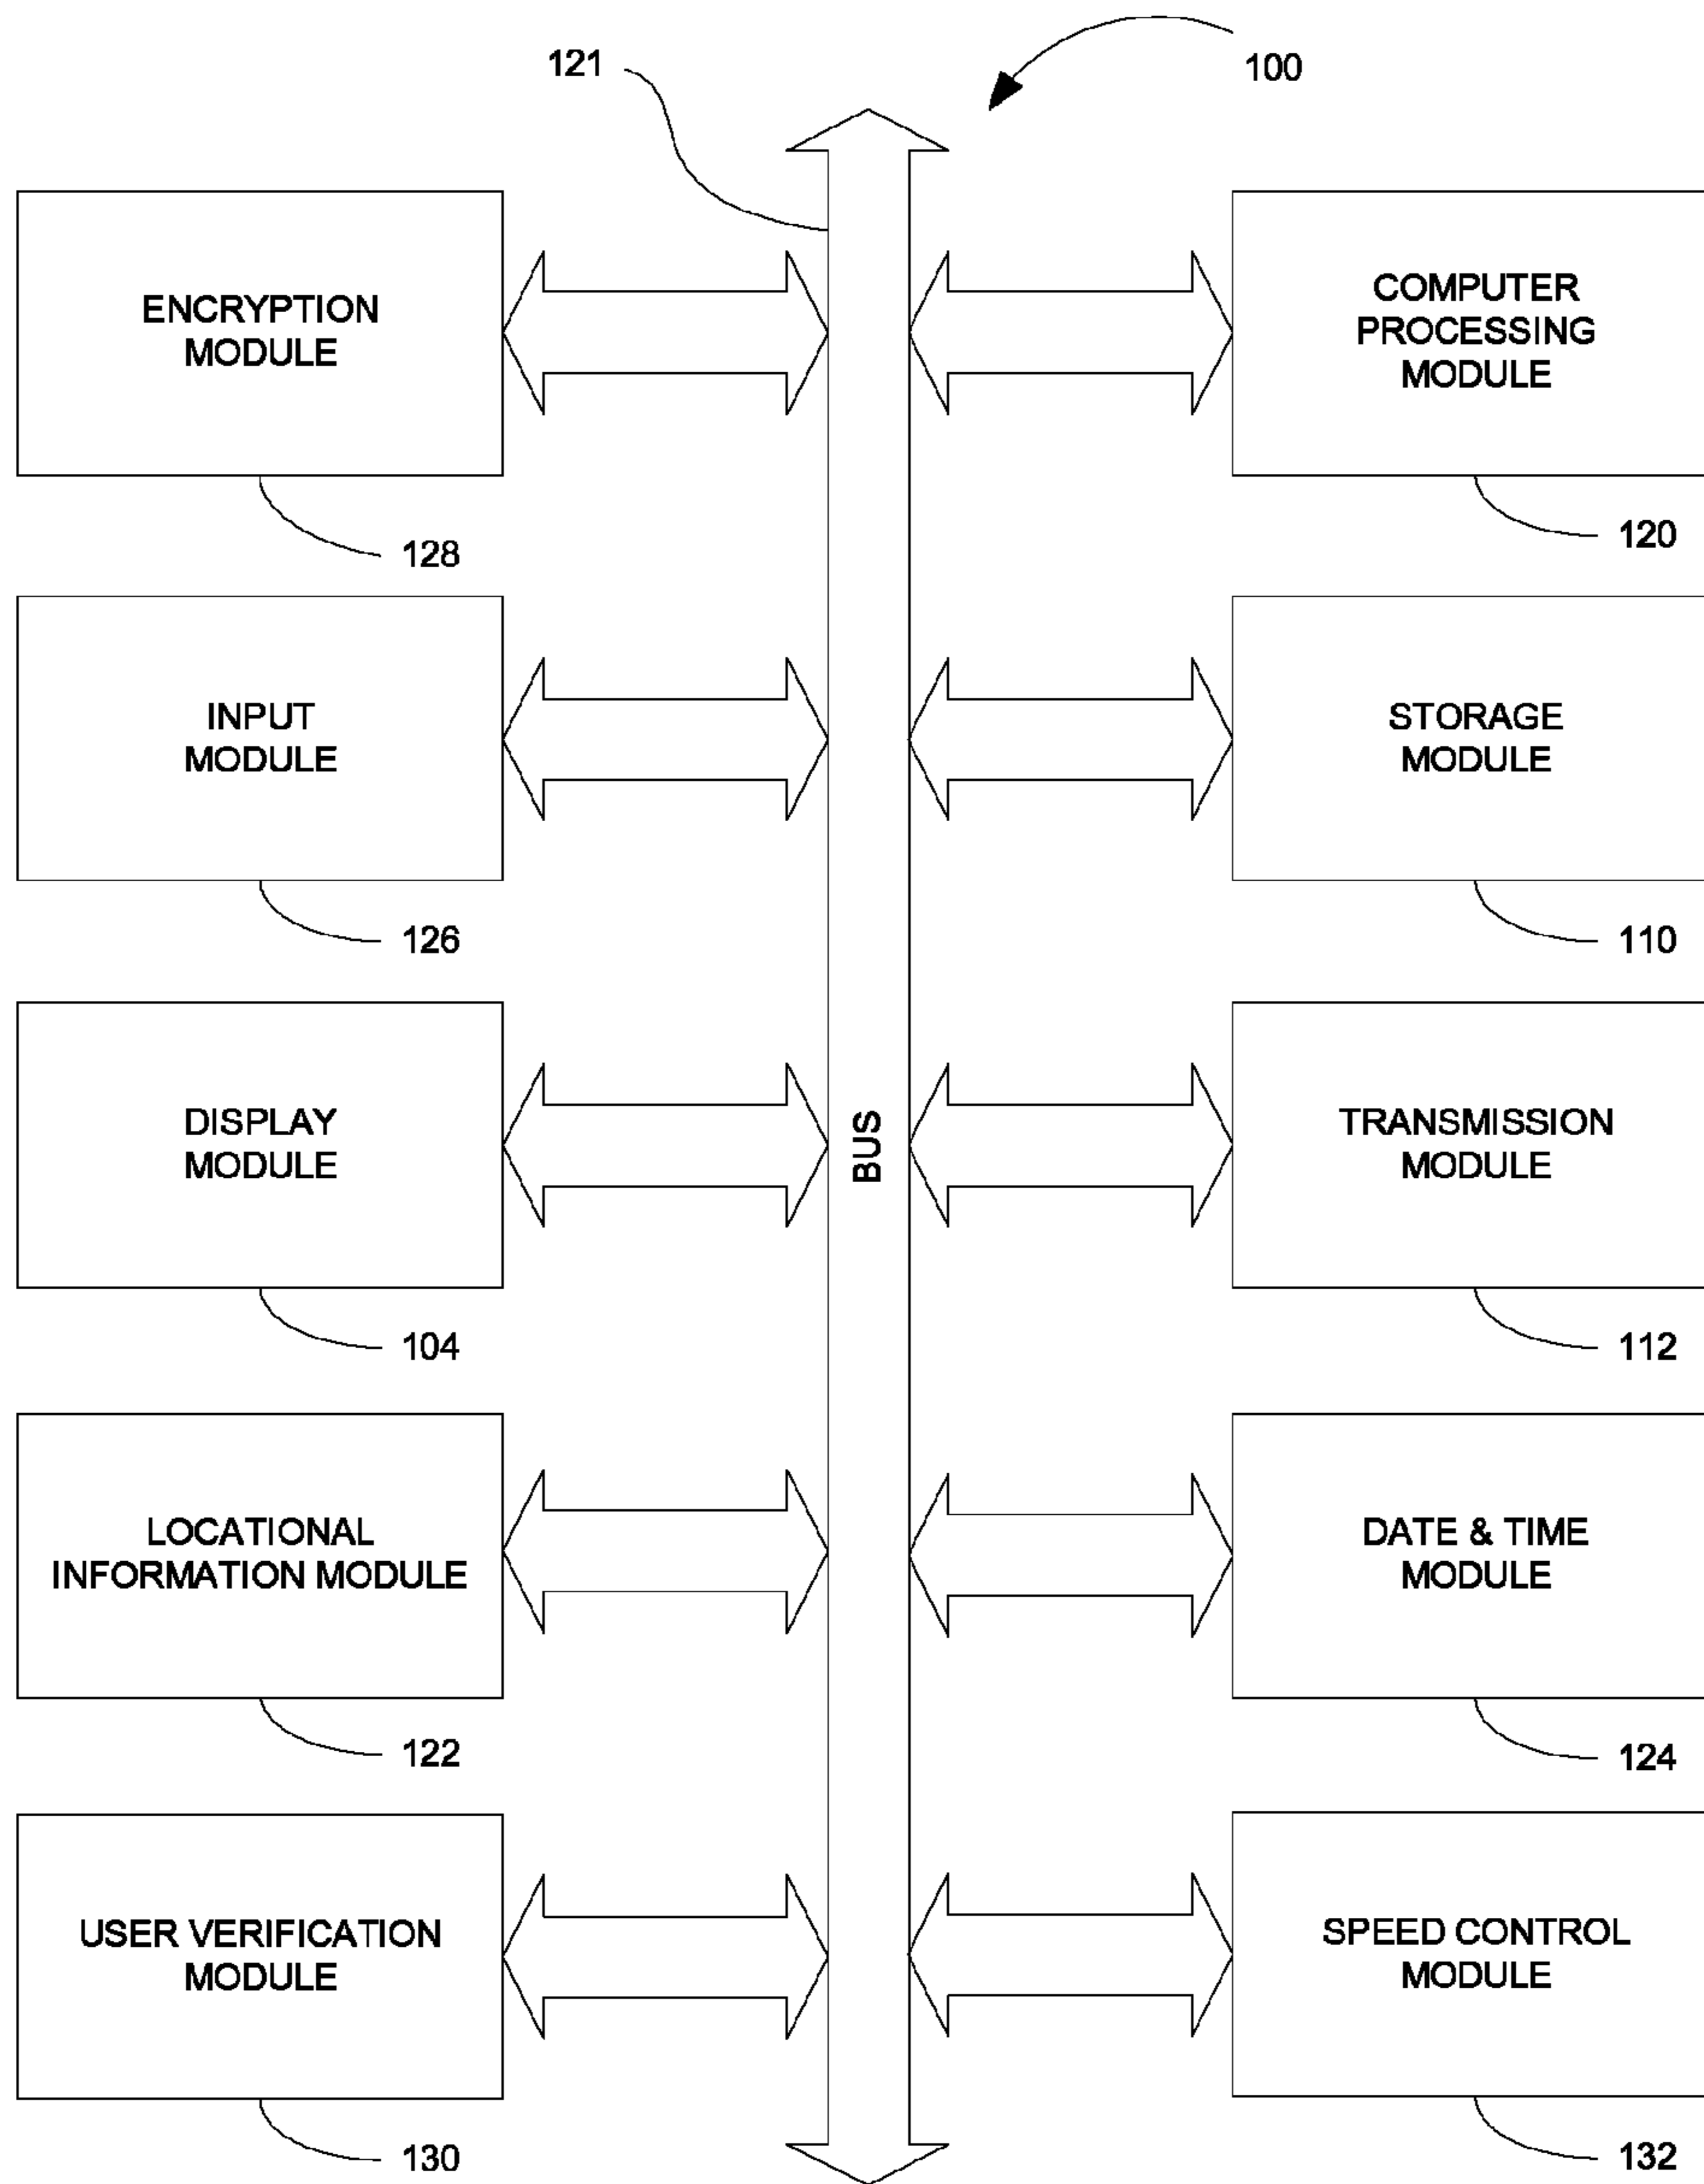 121
100
ENCRYPTION
MODULE
128
COMPUTER
PROCESSING
MODULE
120
INPUT
MODULE
126
STORAGE
MODULE
110
DISPLAY
MODULE
104
BUS
TRANSMISSION
MODULE
112
LOCATIONAL
INFORMATION MODULE
122
DATE & TIME
MODULE
124
USER VERIFICATION
MODULE
130
SPEED CONTROL
MODULE
132